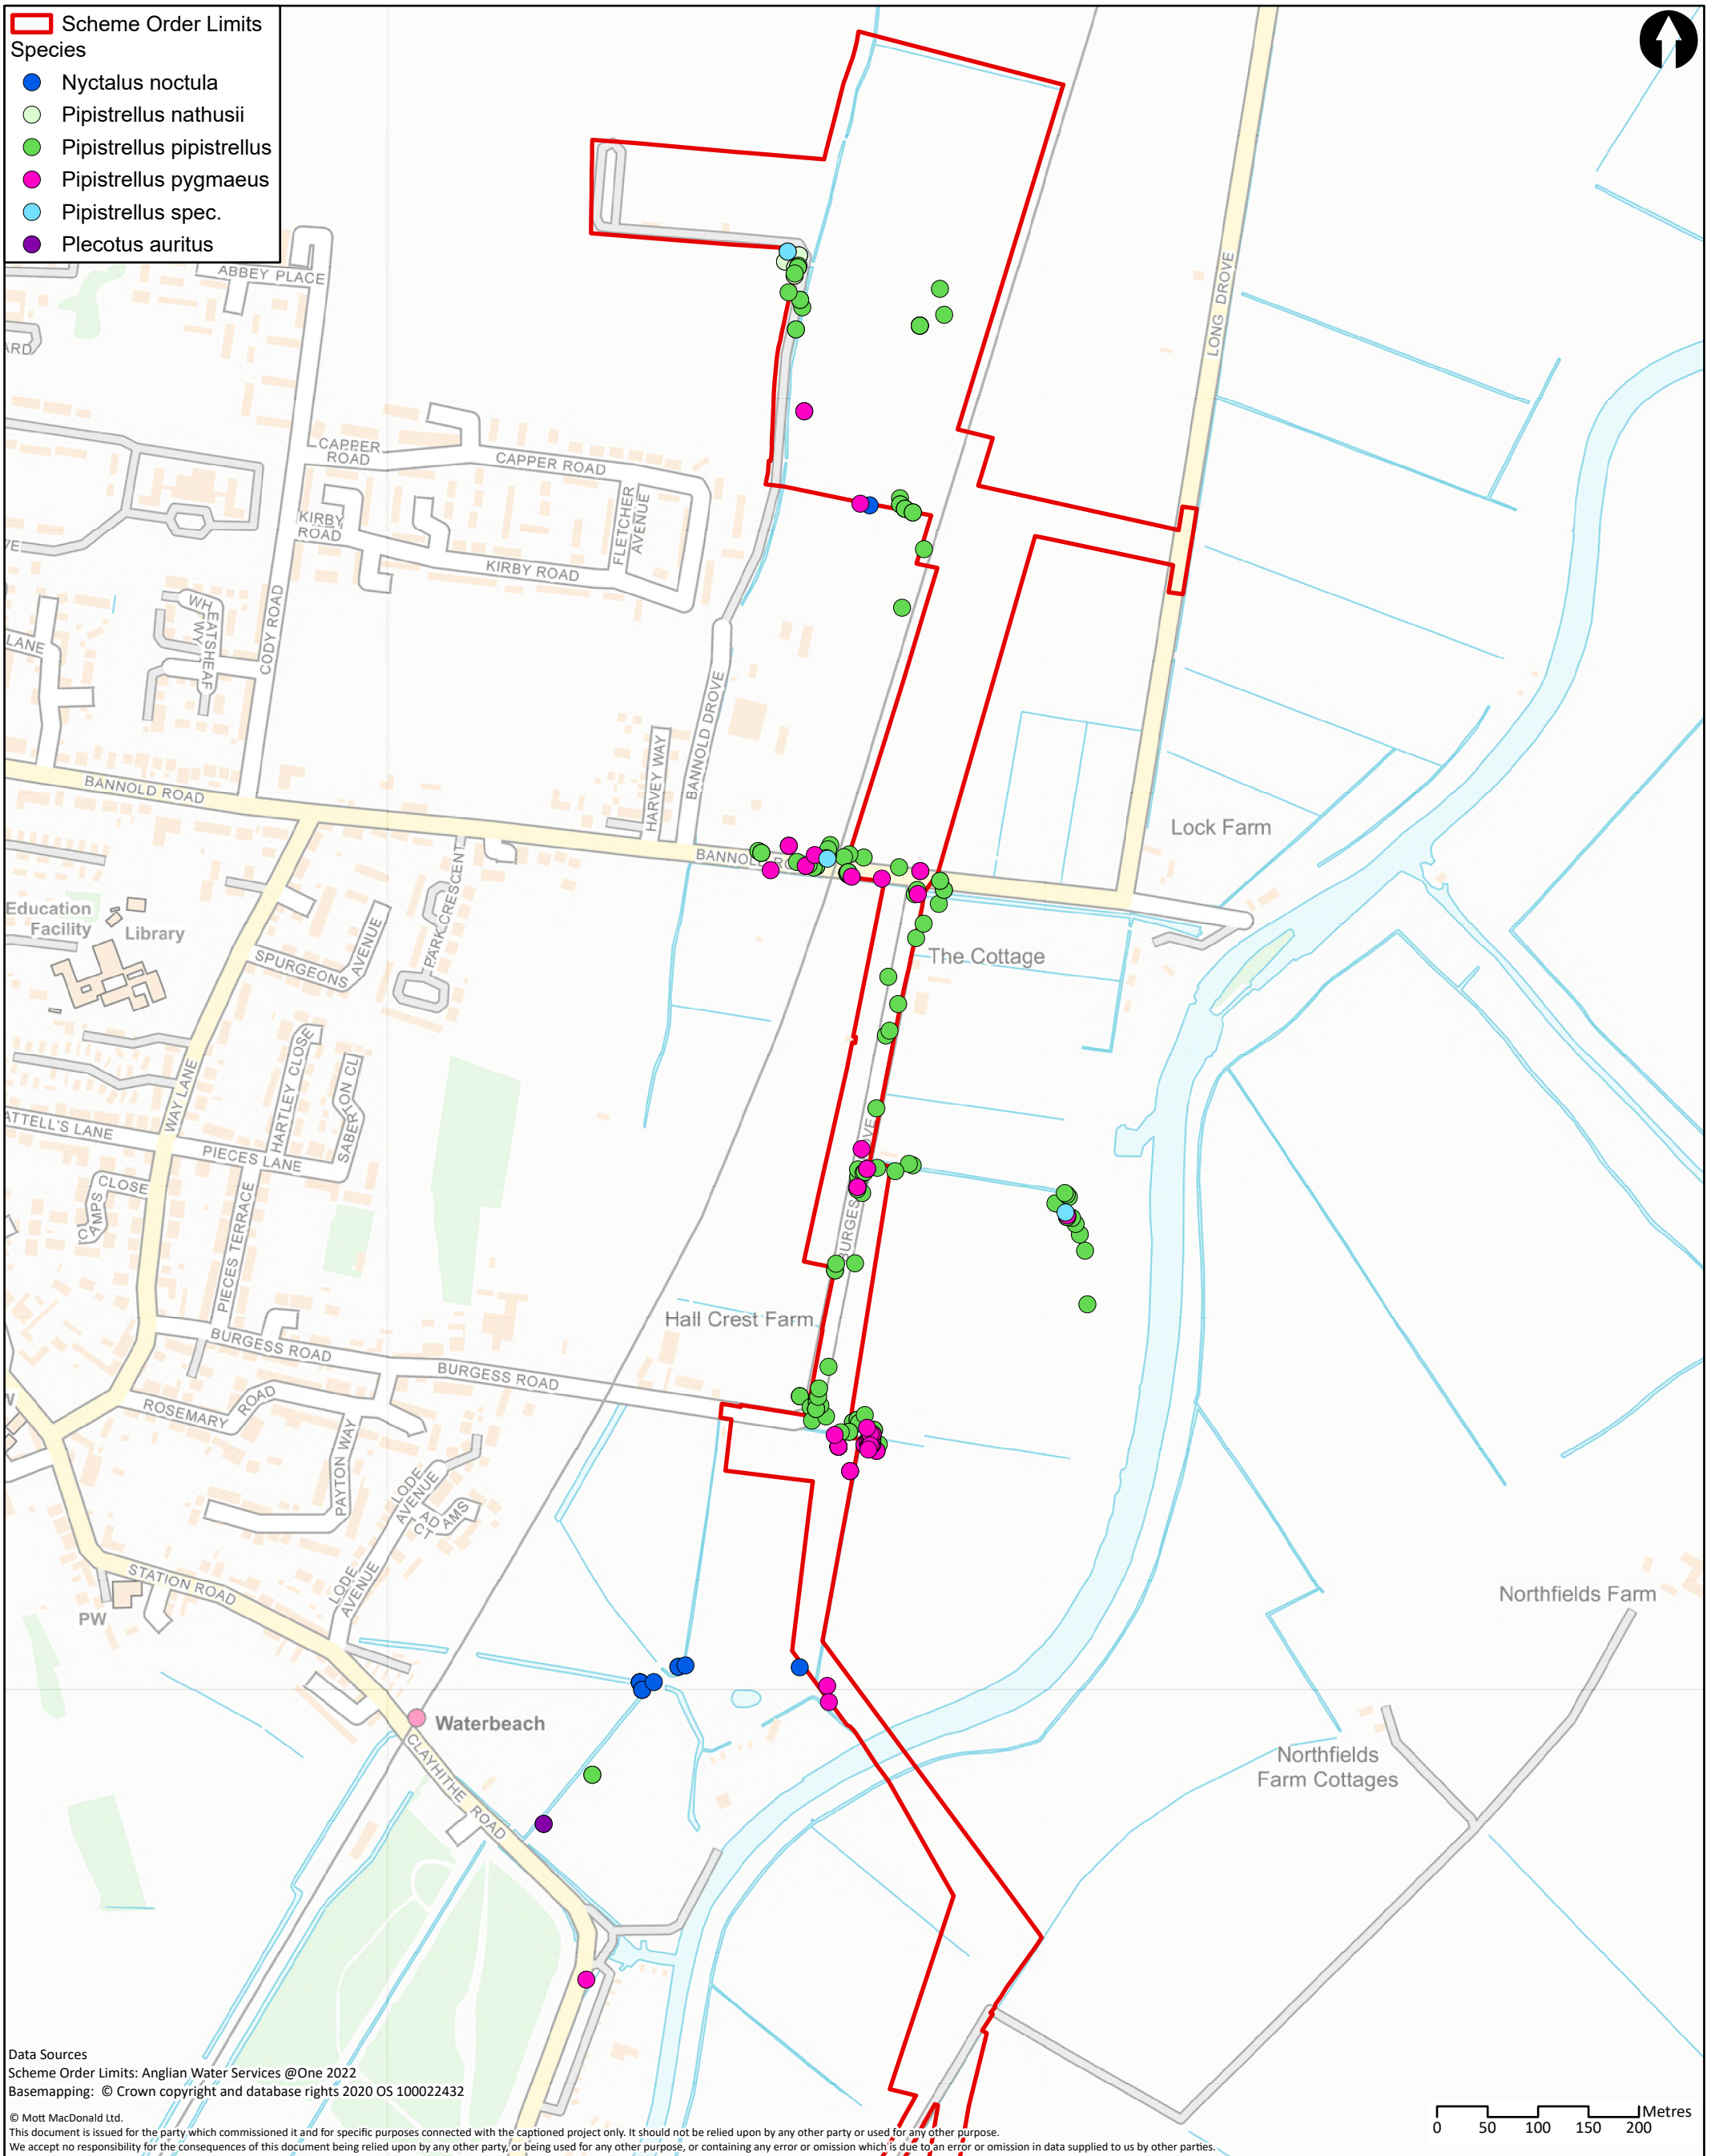 Scheme Order Limits
Species
Nyctalus noctula
Pipistrellus nathusii
Pipistrellus pipistrellus
Pipistrellus pygmaeus
Pipistrellus spec.
Plecotus auritus
ABBEY PLACE
ARD
LONG DROVE
CAPPER
ROAD
CAPPER ROAD
FLETCHER
AVENUE
KIRBY
ROAD
VE
KIRBY ROAD
WHEATSHEAF
WY
LANE
CODY ROAD
BANNOLD DROVE
HARVEY WAY
BANNOLD ROAD
Lock Farm
BANNOLD RO
PARK CRESCENT
Education
Facility
Library
The Cottage
SPURGEONS AVENUE
WAY LANE
HARTLEY CLOSE
SABERTON CL
ATTELL'S LANE
PIECES LANE
CAMPS
CLOSE
PIECES TERRACE
BURGES
VE
Hall Crest Farm
BURGESS ROAD
BURGESS ROAD
W
ROSEMARY ROAD
PAYTON WAY
LODE
AVENUE
ADAMS
CT
LODE
AVENUE
STATION ROAD
PW
Northfields Farm
Waterbeach
CLAYHITHE ROAD
Northfields
Farm Cottages
Data Sources
Scheme Order Limits: Anglian Water Services @One 2022
Basemapping: © Crown copyright and database rights 2020 OS 100022432
© Mott MacDonald Ltd.
This document is issued for the party which commissioned it and for specific purposes connected with the captioned project only. It should not be relied upon by any other party or used for any other purpose.
We accept no responsibility for the consequences of this document being relied upon by any other party, or being used for any other purpose, or containing any error or omission which is due to an error or omission in data supplied to us by other parties.
Metres
0 50 100 150 200